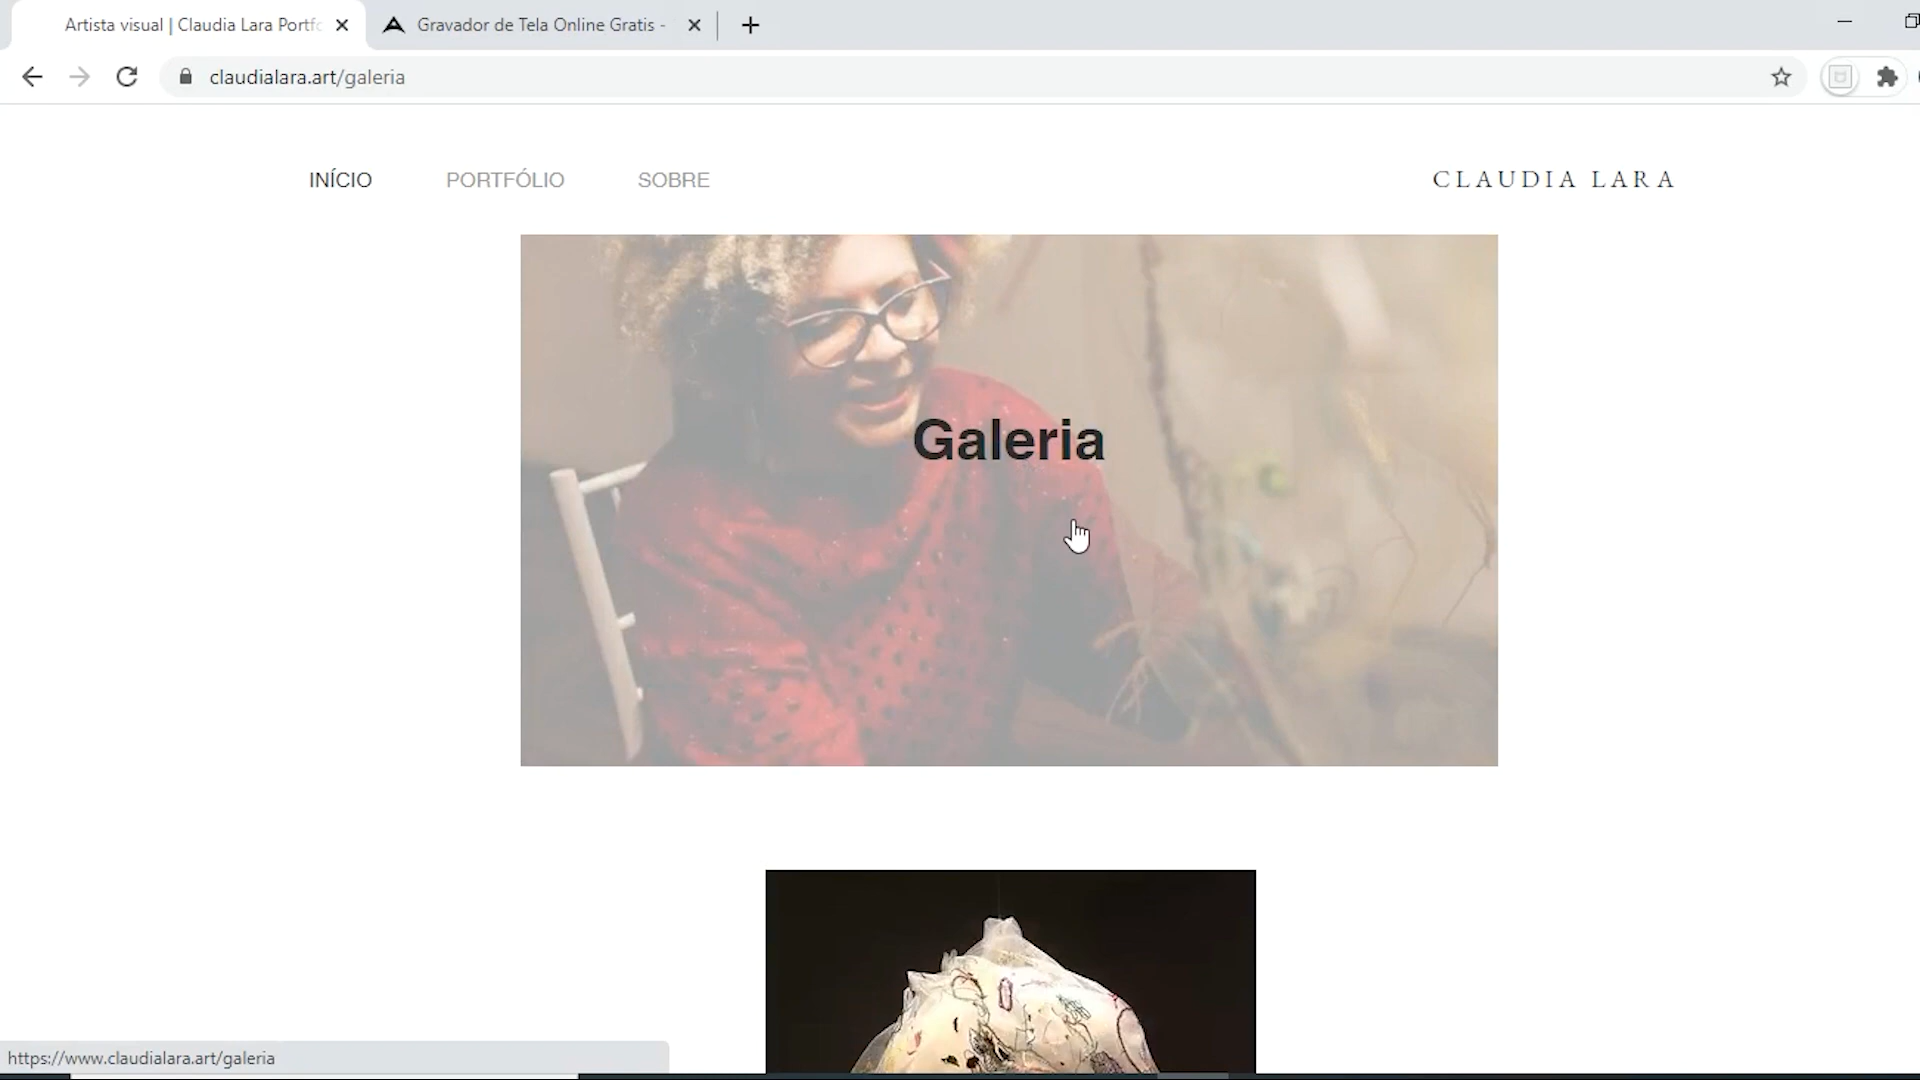 Artista visual | Claudia Lara Portfo
Gravador de Tela Online Gratis -
claudialara.art/galeria
INÍCIO PORTFÓLIO SOBRE CLAUDIA LARA
Galeria
https://www.claudialara.art/galeria